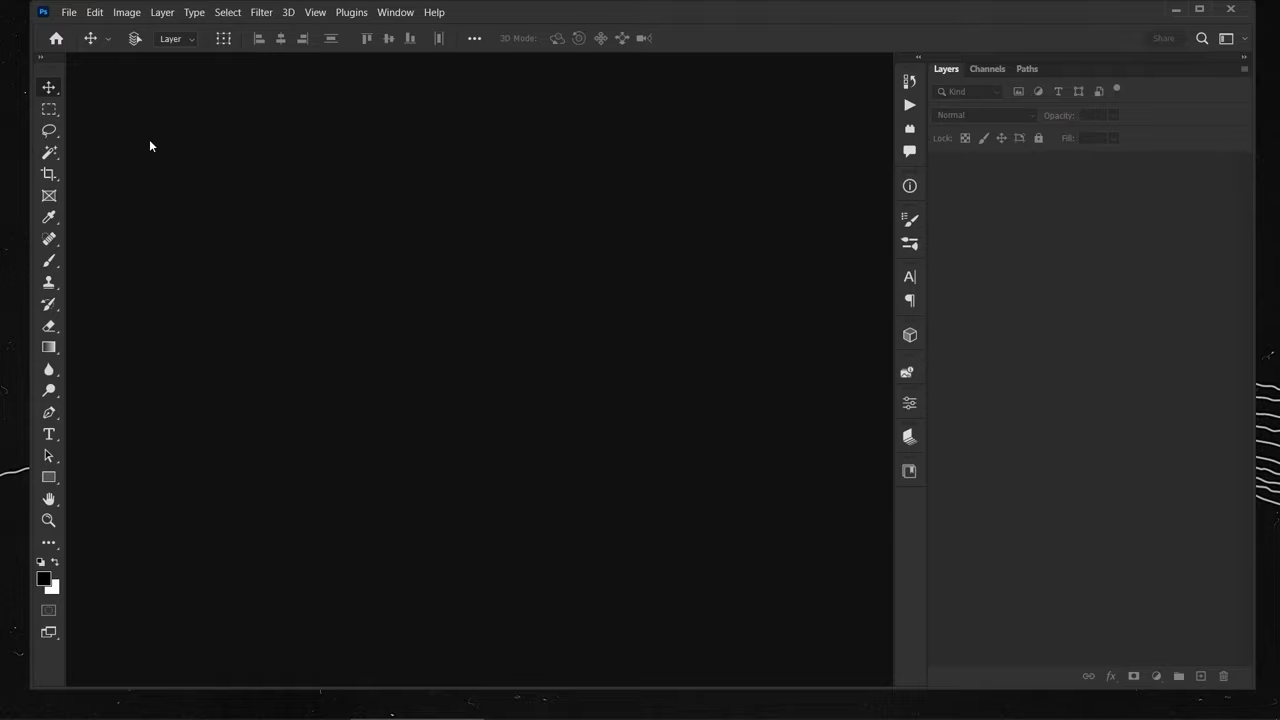 Ps File Edit Image Layer Type Select Filter 3D View Plugins Window Help
Layer 3D Mode: Share
Layers Channels Paths
Kind
Normal Opacity:
Lock: Fill: